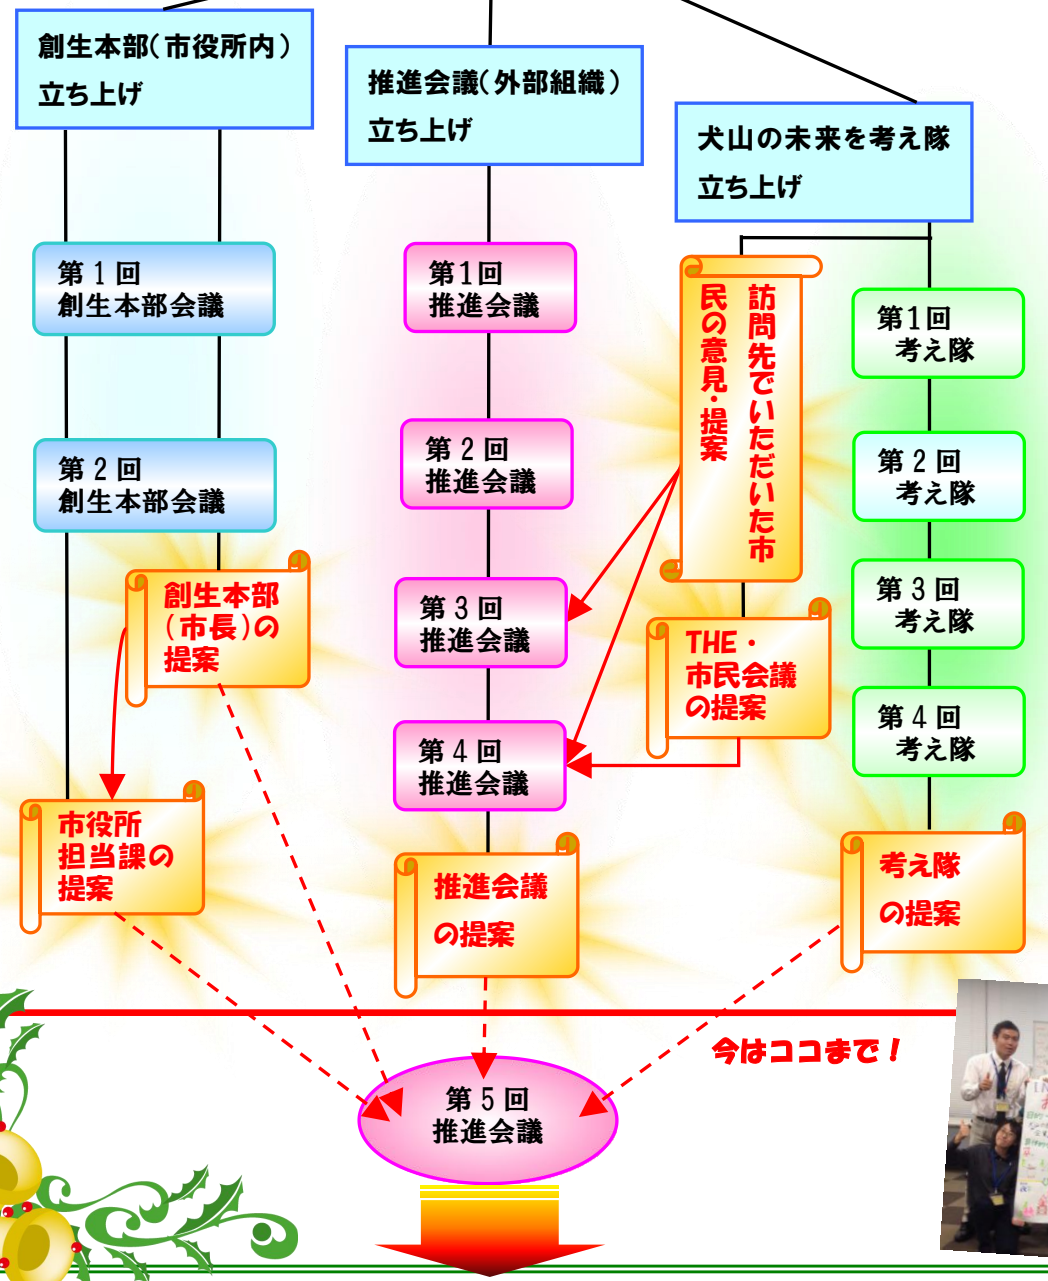 創生本部(市役所内)
立ち上げ
推進会議(外部組織)
立ち上げ
犬山の未来を考え隊
立ち上げ
第1回
創生本部会議
第2回
創生本部会議
創生本部
(市長)の
提案
市役所
担当課の
提案
第1回
推進会議
第2回
推進会議
第3回
推進会議
第4回
推進会議
推進会議
の提案
訪問先でいただいた市
民の意見・提案
THE・
市民会議
の提案
第1回
考え隊
第2回
考え隊
第3回
考え隊
第4回
考え隊
考え隊
の提案
今はココまで!
第5回
推進会議